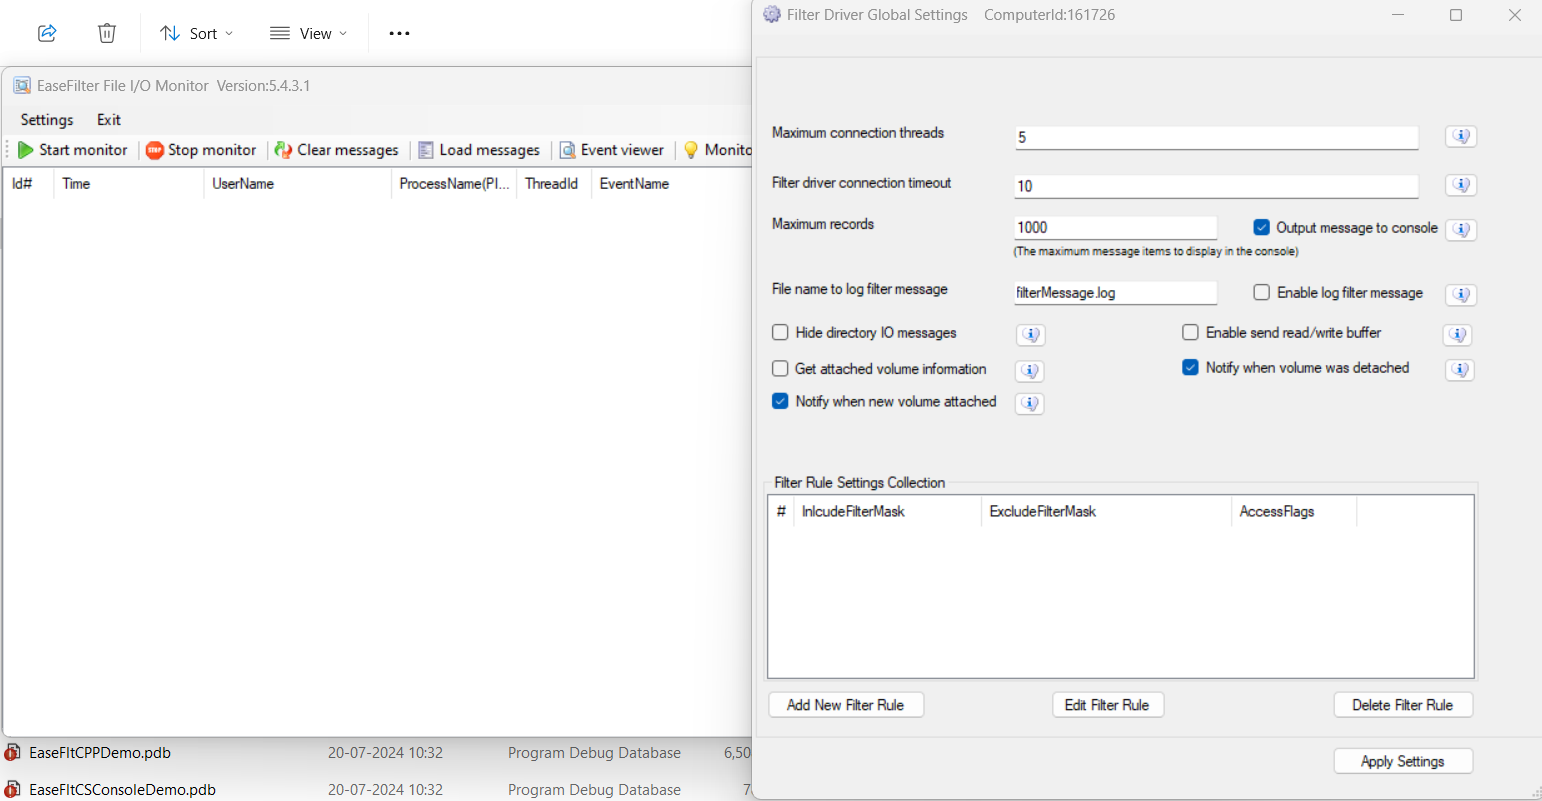 Sort
View
EaseFilter File I/O Monitor Version:5.4.3.1
Settings Exit
Start monitor Stop monitor Clear messages Load messages Event viewer
Id# Time UserName ProcessName(PI... ThreadId EventName
EaseFltCPPDemo.pdb 20-07-2024 10:32 Program Debug Database
EaseFltCSConsoleDemo.pdb 20-07-2024 10:32 Program Debug Database
Filter Driver Global Settings ComputerId:161726
Maximum connection threads 5
Filter driver connection timeout 10
Maximum records 1000 Output message to console
(The maximum message items to display in the console)
File name to log filter message filterMessage.log Enable log filter message
Hide directory IO messages Enable send read/write buffer
Get attached volume information Notify when volume was detached
Notify when new volume attached
Filter Rule Settings Collection
# InlcudeFilterMask ExcludeFilterMask AccessFlags
Add New Filter Rule Edit Filter Rule Delete Filter Rule
Apply Settings